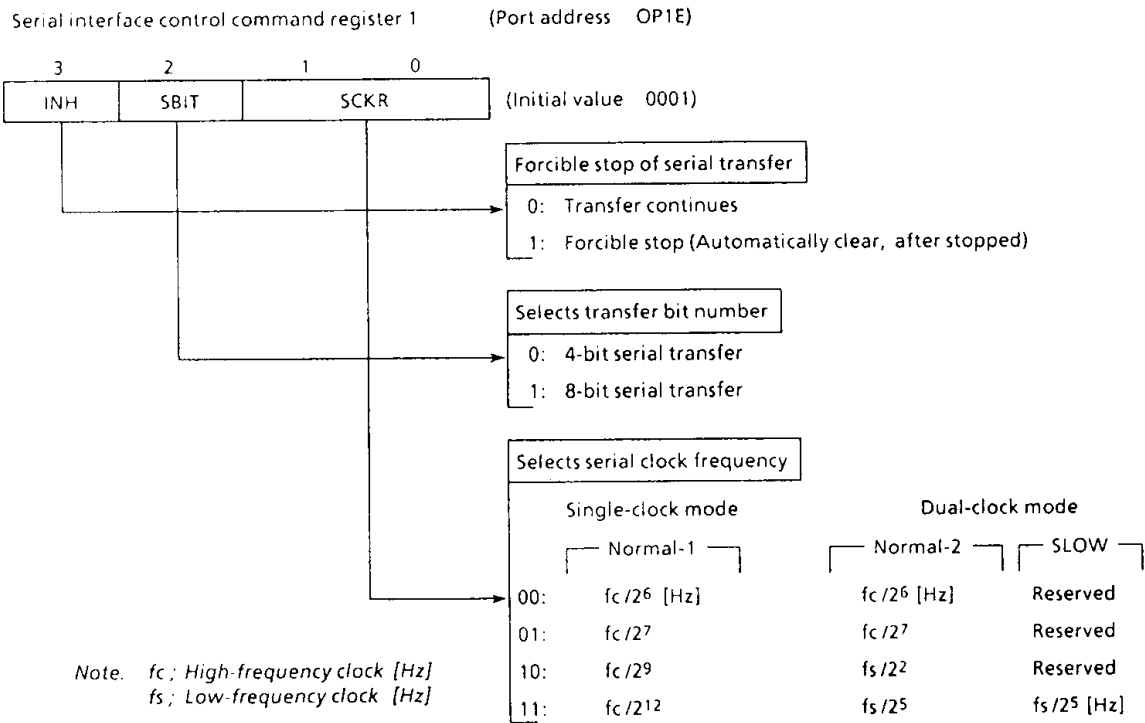 Serial interface control command register 1 (Port address OP1E)
3 2 1 0
INH SBIT SCKR (Initial value 0001)
Forcible stop of serial transfer
0: Transfer continues
1: Forcible stop (Automatically clear, after stopped)
Selects transfer bit number
0: 4-bit serial transfer
1: 8-bit serial transfer
Selects serial clock frequency
Single-clock mode Dual-clock mode
Normal-1 Normal-2 SLOW
00: fc/2⁶ [Hz] fc/2⁶ [Hz] Reserved
01: fc/2⁷ fc/2⁷ Reserved
10: fc/2⁹ fs/2² Reserved
11: fc/2¹² fs/2⁵ fs/2⁵ [Hz]
Note. fc; High-frequency clock [Hz]
fs; Low-frequency clock [Hz]